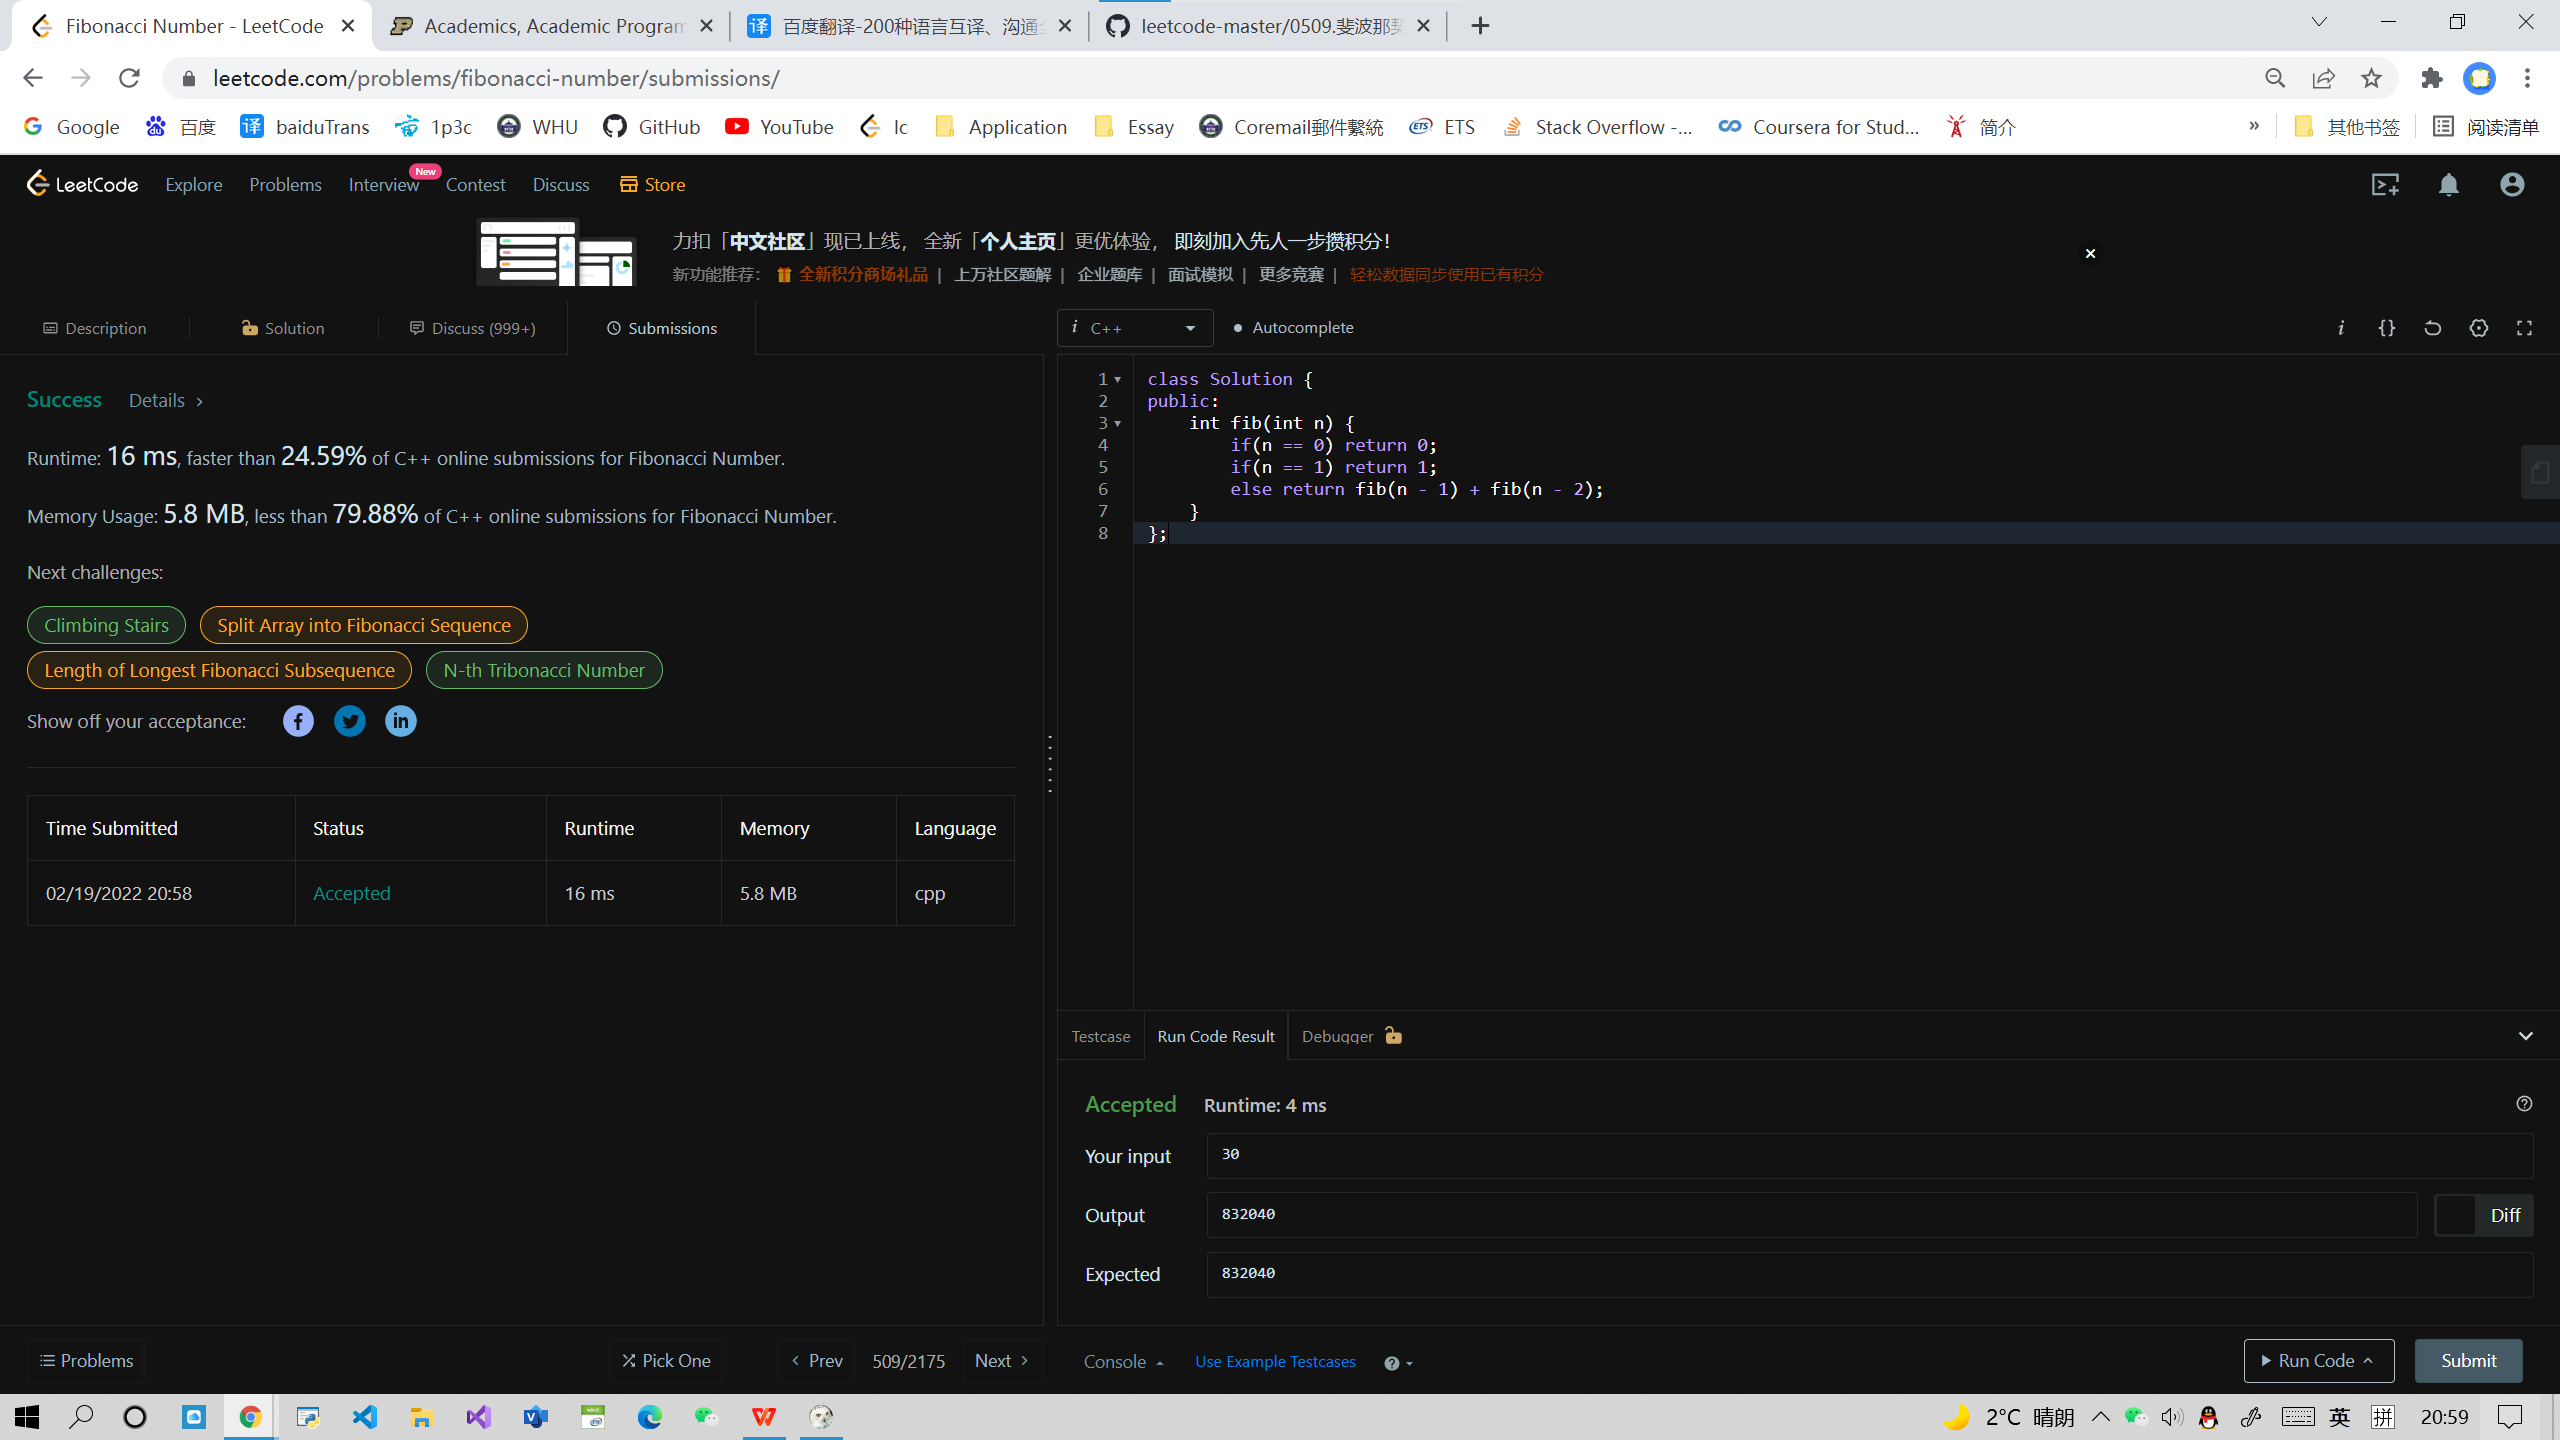 Fibonacci Number - LeetCode
Academics, Academic Program
百度翻译-200种语言互译、沟通全
leetcode-master/0509.斐波那契
leetcode.com/problems/fibonacci-number/submissions/
Google 百度 baiduTrans 1p3c WHU GitHub YouTube lc Application Essay Coremail郵件繫統 ETS Stack Overflow -... Coursera for Stud... 简介 » 其他书签 阅读清单
LeetCode Explore Problems Interview New Contest Discuss Store
力扣「中文社区」现已上线， 全新「个人主页」更优体验， 即刻加入先人一步攒积分！
新功能推荐： 全新积分商场礼品 | 上万社区题解 | 企业题库 | 面试模拟 | 更多竞赛 | 轻松数据同步使用已有积分
Description Solution Discuss (999+) Submissions
Success Details >
Runtime: 16 ms, faster than 24.59% of C++ online submissions for Fibonacci Number.
Memory Usage: 5.8 MB, less than 79.88% of C++ online submissions for Fibonacci Number.
Next challenges:
Climbing Stairs Split Array into Fibonacci Sequence
Length of Longest Fibonacci Subsequence N-th Tribonacci Number
Show off your acceptance:
Time Submitted Status Runtime Memory Language
02/19/2022 20:58 Accepted 16 ms 5.8 MB cpp
i C++ Autocomplete i {}
1 class Solution {
2 public:
3 int fib(int n) {
4 if(n == 0) return 0;
5 if(n == 1) return 1;
6 else return fib(n - 1) + fib(n - 2);
7 }
8 };
Testcase Run Code Result Debugger
Accepted Runtime: 4 ms
Your input 30
Output 832040 Diff
Expected 832040
Problems Pick One < Prev 509/2175 Next >
Console Use Example Testcases Run Code Submit
2°C 晴朗 英 拼 20:59